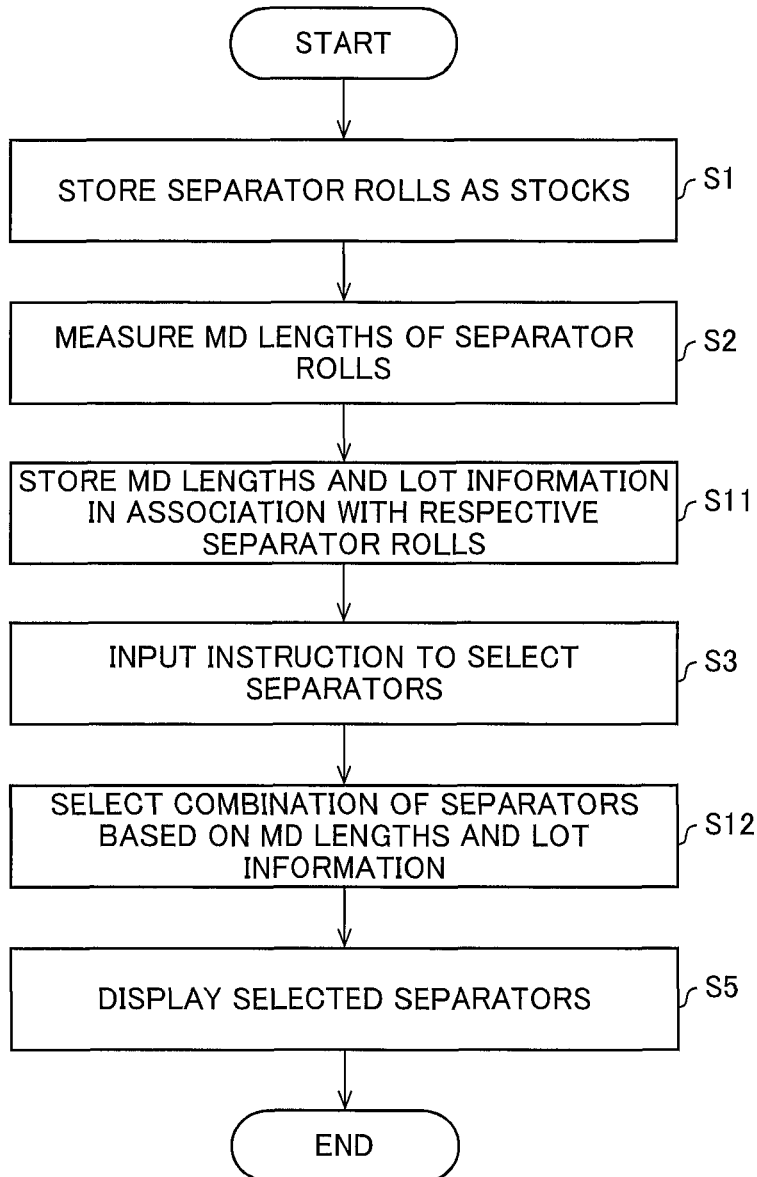 START
STORE SEPARATOR ROLLS AS STOCKS
S1
MEASURE MD LENGTHS OF SEPARATOR
ROLLS
S2
STORE MD LENGTHS AND LOT INFORMATION
IN ASSOCIATION WITH RESPECTIVE
SEPARATOR ROLLS
S11
INPUT INSTRUCTION TO SELECT
SEPARATORS
S3
SELECT COMBINATION OF SEPARATORS
BASED ON MD LENGTHS AND LOT
INFORMATION
S12
DISPLAY SELECTED SEPARATORS
S5
END